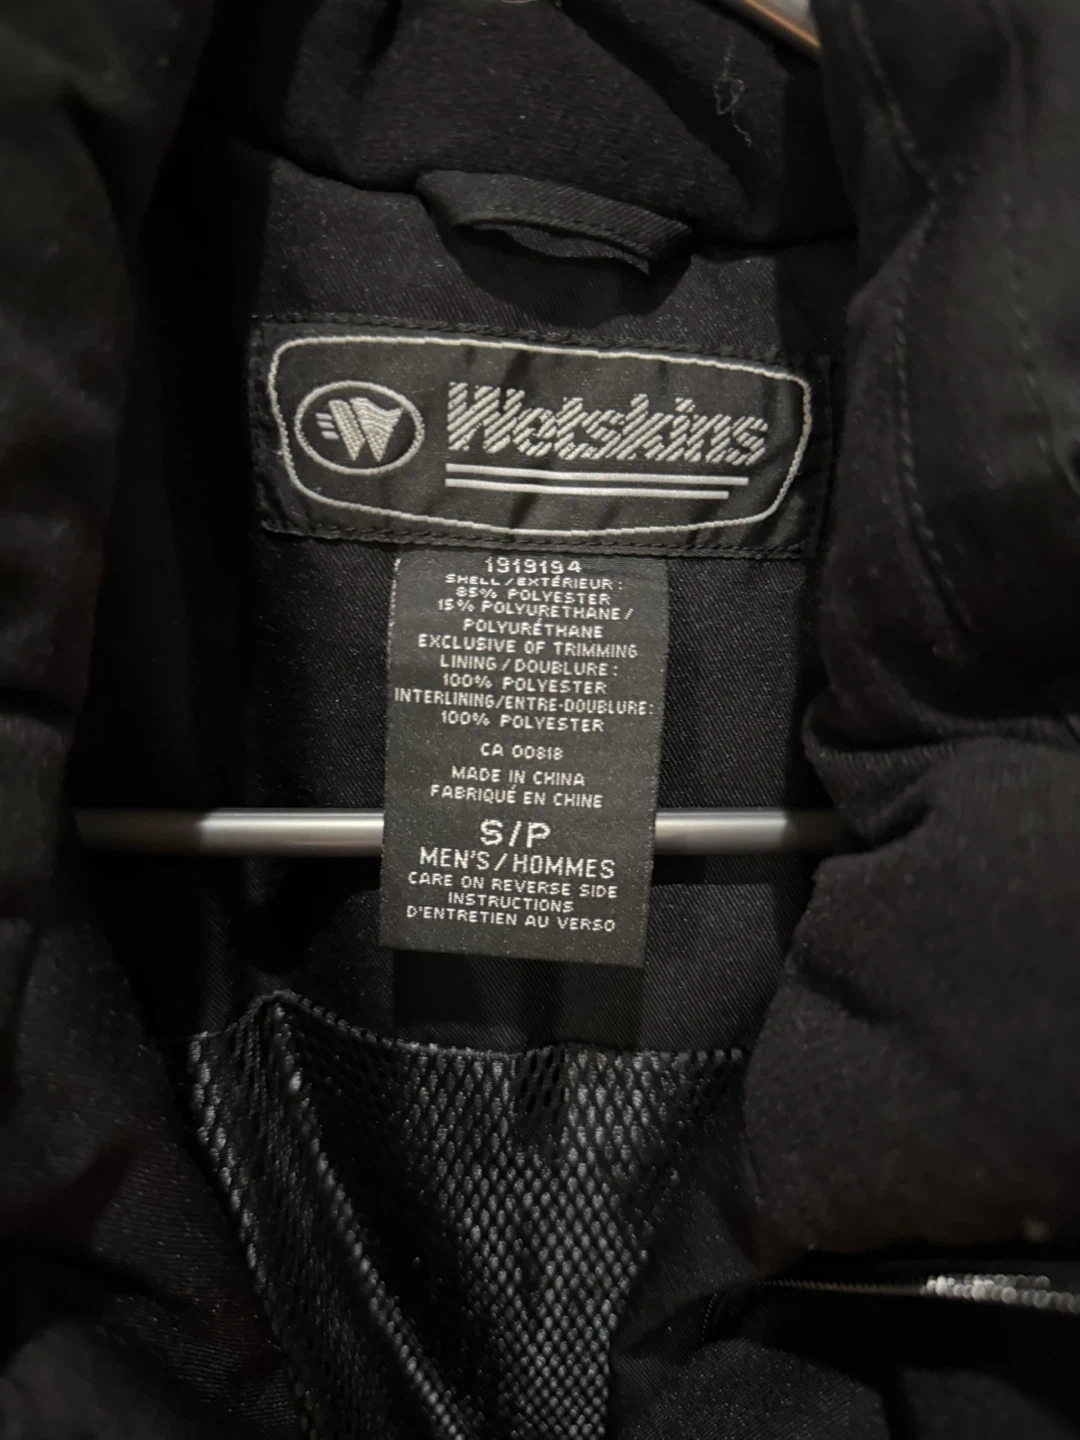 W
Wetskins
1919194
SHELL/EXTÉRIEUR:
85% POLYESTER
15% POLYURETHANE/
POLYURÉTHANE
EXCLUSIVE OF TRIMMING
LINING/DOUBLURE:
100% POLYESTER
INTERLINING/ENTRE-DOUBLURE:
100% POLYESTER
CA 00818
MADE IN CHINA
FABRIQUÉ EN CHINE
S/P
MEN'S/HOMMES
CARE ON REVERSE SIDE
INSTRUCTIONS
D'ENTRETIEN AU VERSO